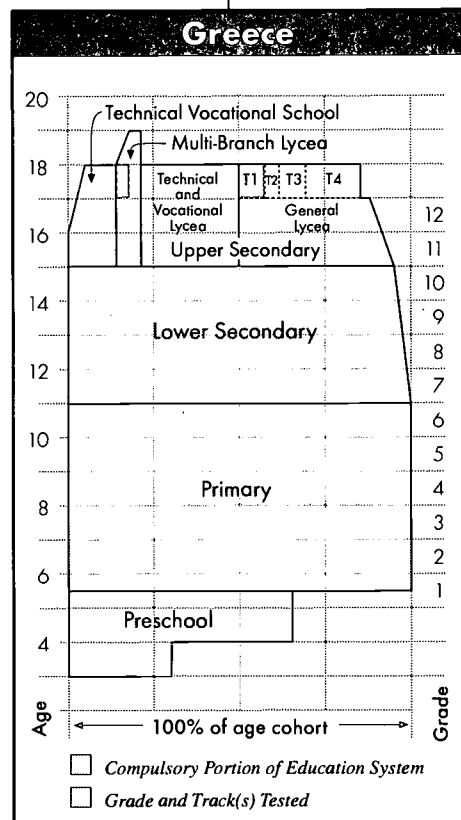 Greece
20
Technical Vocational School
Multi-Branch Lycea
18
Technical
and
Vocational
Lycea
T1
T2
T3
T4
General
Lycea
12
16
Upper Secondary
11
10
14
Lower Secondary
9
8
12
7
6
10
5
Primary
4
8
3
2
6
1
Preschool
4
Age
100% of age cohort
Grade
Compulsory Portion of Education System
Grade and Track(s) Tested